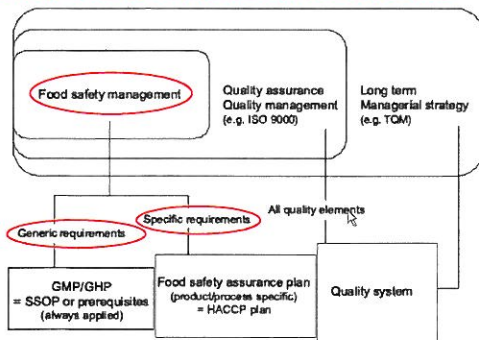 Food safety management
Quality assurance
Quality management
(e.g. ISO 9000)
Long term
Managerial strategy
(e.g. TQM)
Generic requirements
Specific requirements
All quality elements
GMP/GHP
= SSOP or prerequisites
(always applied)
Food safety assurance plan
(product/process specific)
= HACCP plan
Quality system